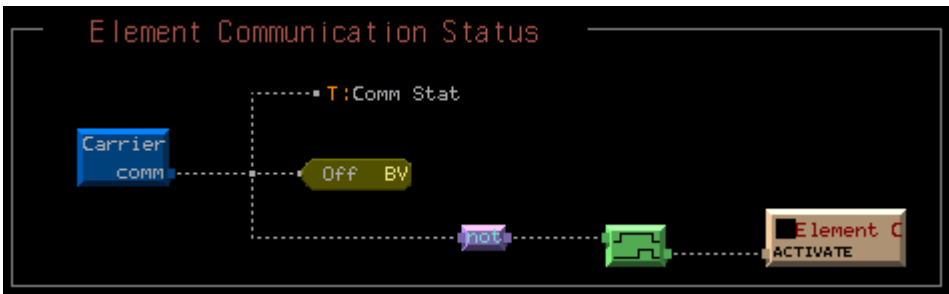 Element Communication Status
T:Comm Stat
Carrier
comm
Off BV
not
Element C
ACTIVATE